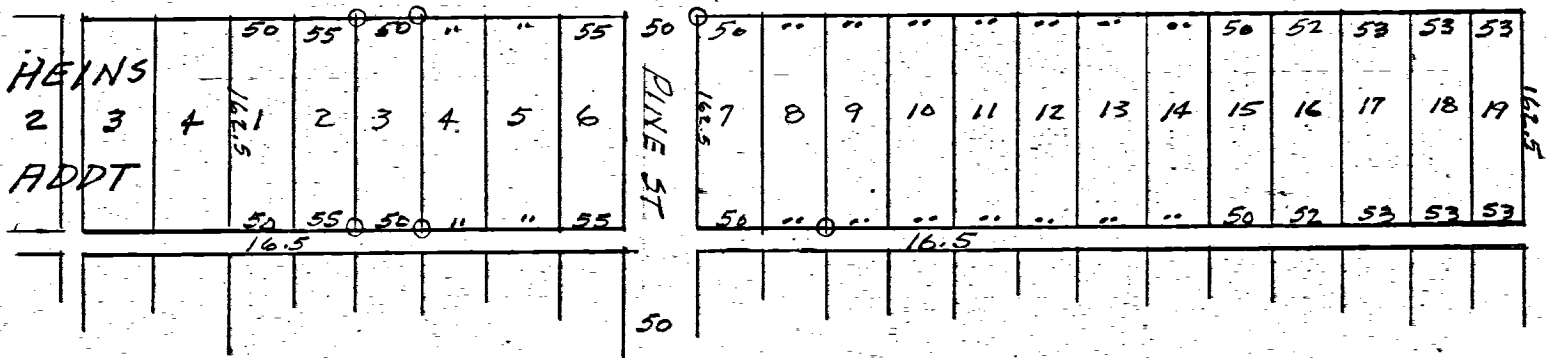 50 55 50 " " 55 50 50 " " " " " " " 50 52 53 53 53
HEINS
2 3 4 162.5 1 2 3 4 5 6 PINE ST 162.5 7 8 9 10 11 12 13 14 15 16 17 18 19 162.5
ADDT
50 55 50 " " 55 50 " " " " " " " 50 52 53 53 53
16.5 16.5
50